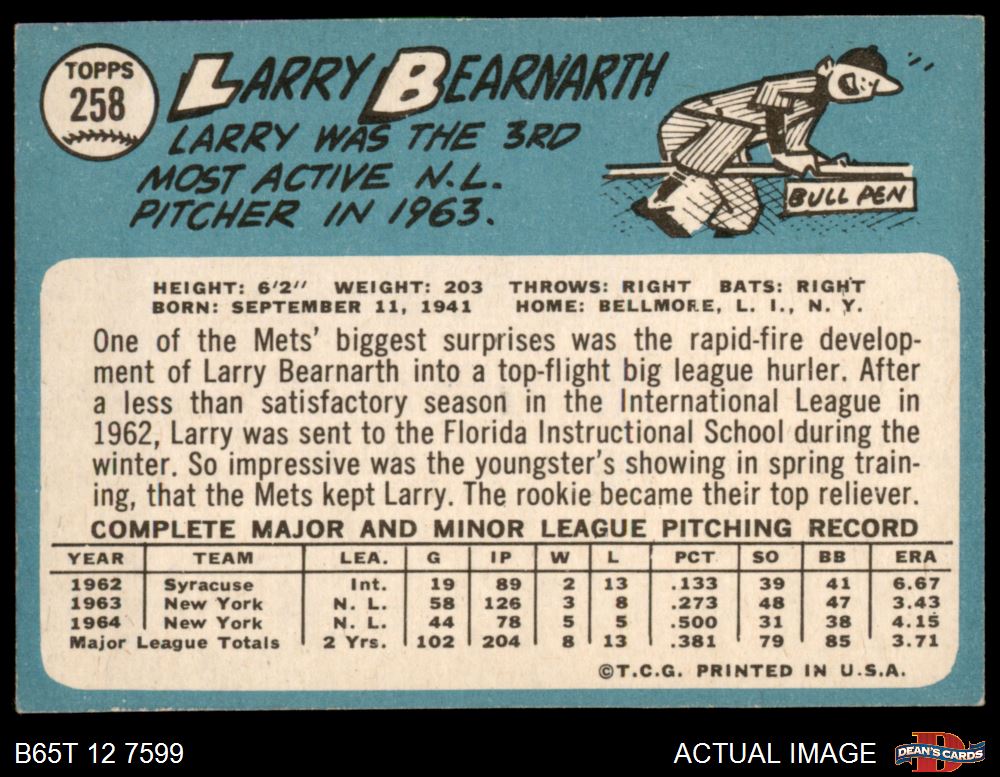 TOPPS
258
LARRY BEARNARTH
LARRY WAS THE 3RD
MOST ACTIVE N.L.
PITCHER IN 1963.
BULL PEN
HEIGHT: 6'2" WEIGHT: 203 THROWS: RIGHT BATS: RIGHT
BORN: SEPTEMBER 11, 1941 HOME: BELLMORE, L. I., N. Y.
One of the Mets' biggest surprises was the rapid-fire develop-
ment of Larry Bearnarth into a top-flight big league hurler. After
a less than satisfactory season in the International League in
1962, Larry was sent to the Florida Instructional School during the
winter. So impressive was the youngster's showing in spring train-
ing, that the Mets kept Larry. The rookie became their top reliever.
COMPLETE MAJOR AND MINOR LEAGUE PITCHING RECORD
YEAR TEAM LEA. G IP W L PCT SO BB ERA
1962 Syracuse Int. 19 89 2 13 .133 39 41 6.67
1963 New York N. L. 58 126 3 8 .273 48 47 3.43
1964 New York N. L. 44 78 5 5 .500 31 38 4.15
Major League Totals 2 Yrs. 102 204 8 13 .381 79 85 3.71
©T.C.G. PRINTED IN U.S.A.
B65T 12 7599 ACTUAL IMAGE DEAN'S CARDS